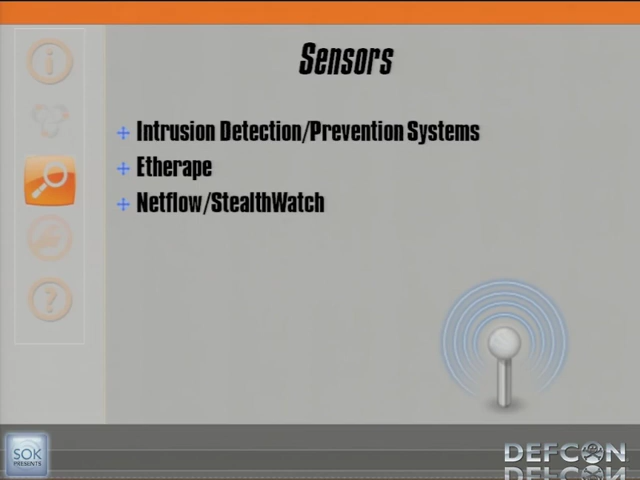 Sensors
Intrusion Detection/Prevention Systems
Etherape
Netflow/StealthWatch
SOK
PRESENTS
DEFCON